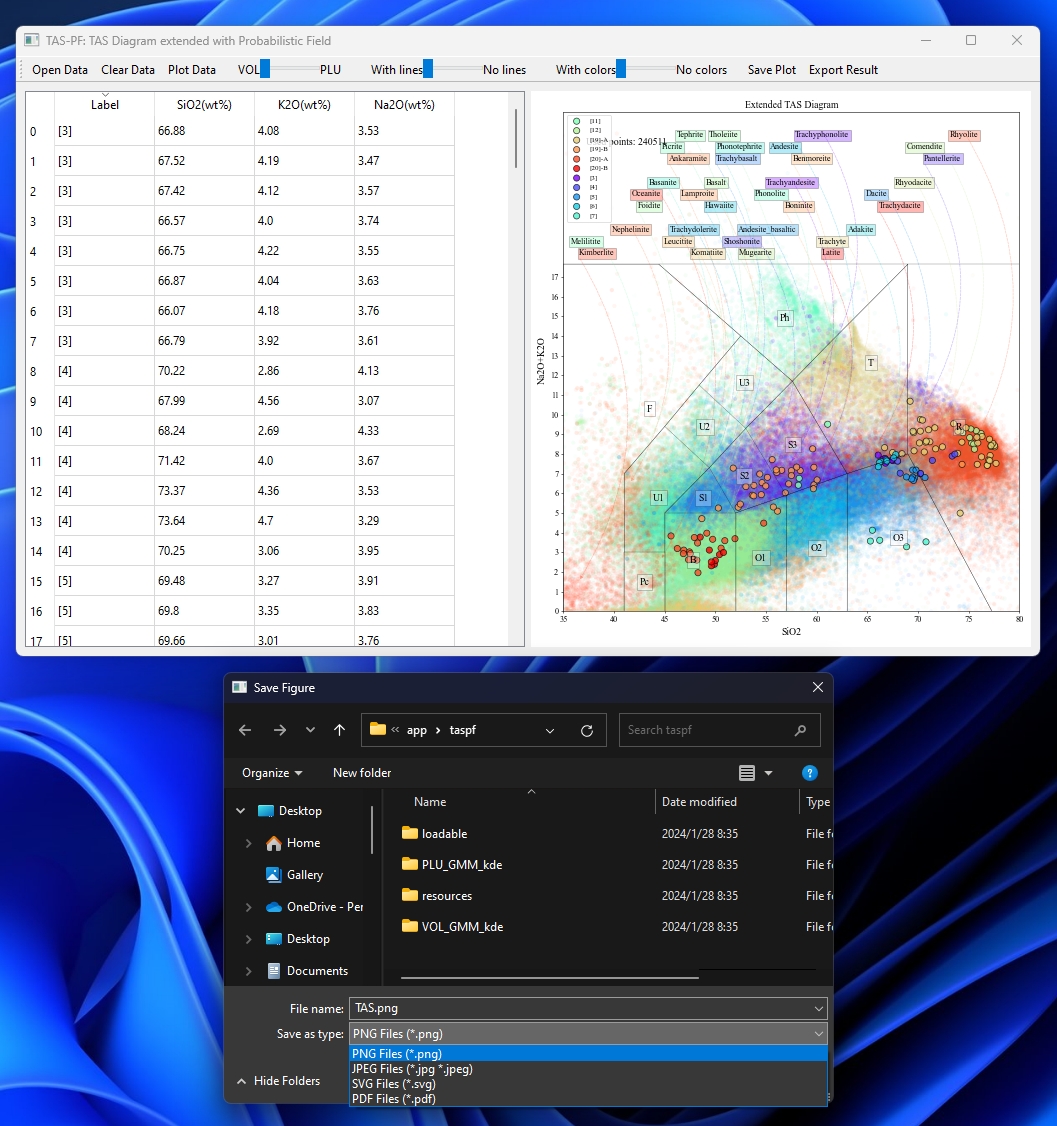 TAS-PF: TAS Diagram extended with Probabilistic Field
Open Data Clear Data Plot Data VOL PLU With lines No lines With colors No colors Save Plot Export Result
Label SiO2(wt%) K2O(wt%) Na2O(wt%)
0 [3] 66.88 4.08 3.53
1 [3] 67.52 4.19 3.47
2 [3] 67.42 4.12 3.57
3 [3] 66.57 4.0 3.74
4 [3] 66.75 4.22 3.55
5 [3] 66.87 4.04 3.63
6 [3] 66.07 4.18 3.76
7 [3] 66.79 3.92 3.61
8 [4] 70.22 2.86 4.13
9 [4] 67.99 4.56 3.07
10 [4] 68.24 2.69 4.33
11 [4] 71.42 4.0 3.67
12 [4] 73.37 4.36 3.53
13 [4] 73.64 4.7 3.29
14 [4] 70.25 3.06 3.95
15 [5] 69.48 3.27 3.91
16 [5] 69.8 3.35 3.83
17 [5] 69.66 3.01 3.76
Extended TAS Diagram
[11]
[12]
[19]-A
[19]-B
[20]-A
[20]-B
[3]
[4]
[5]
[6]
[7]
points: 240511
Tephrite Tholeiite Trachyphonolite Rhyolite
Picrite Phonotephrite Andesite Comendite
Ankaramite Trachybasalt Benmoreite Pantellerite
Basanite Basalt Trachyandesite Rhyodacite
Oceanite Lamproite Phonolite Dacite
Foidite Hawaiite Boninite Trachydacite
Nephelinite Trachydolerite Andesite_basaltic Adakite
Melilitite Leucitite Shoshonite Trachyte
Kimberlite Komatiite Mugearite Latite
Na2O+K2O
17
16
15
14
13
12
11
10
9
8
7
6
5
4
3
2
1
0
Ph
T
U3
F
U2
R
S3
S2
U1
S1
O3
O2
O1
B
Pc
35 40 45 50 55 60 65 70 75 80
SiO2
Save Figure
« app › taspf
Search taspf
Organize New folder
Name Date modified Type
Desktop
Home
Gallery
OneDrive - Per
Desktop
Documents
loadable 2024/1/28 8:35 File f
PLU_GMM_kde 2024/1/28 8:35 File f
resources 2024/1/28 8:35 File f
VOL_GMM_kde 2024/1/28 8:35 File f
File name: TAS.png
Save as type: PNG Files (*.png)
PNG Files (*.png)
JPEG Files (*.jpg *.jpeg)
SVG Files (*.svg)
PDF Files (*.pdf)
Hide Folders